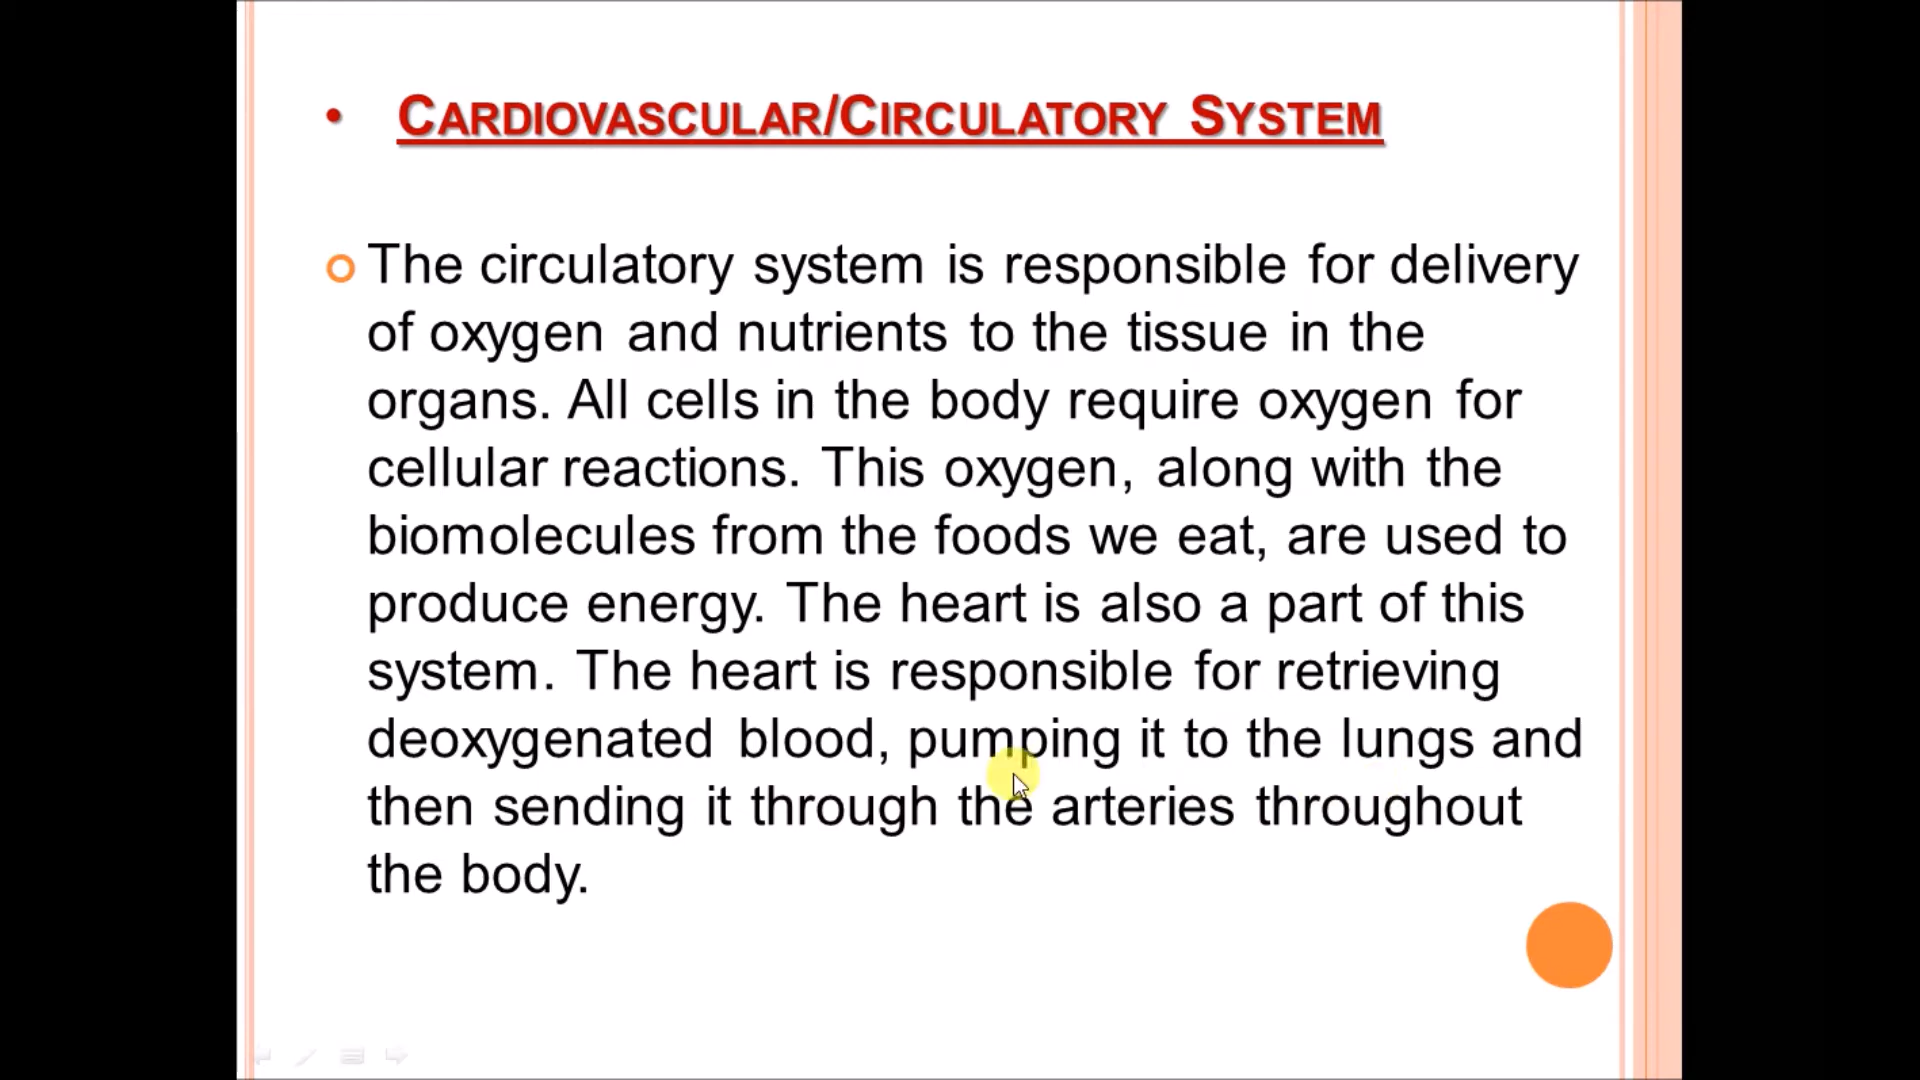 • CARDIOVASCULAR/CIRCULATORY SYSTEM
The circulatory system is responsible for delivery
of oxygen and nutrients to the tissue in the
organs. All cells in the body require oxygen for
cellular reactions. This oxygen, along with the
biomolecules from the foods we eat, are used to
produce energy. The heart is also a part of this
system. The heart is responsible for retrieving
deoxygenated blood, pumping it to the lungs and
then sending it through the arteries throughout
the body.